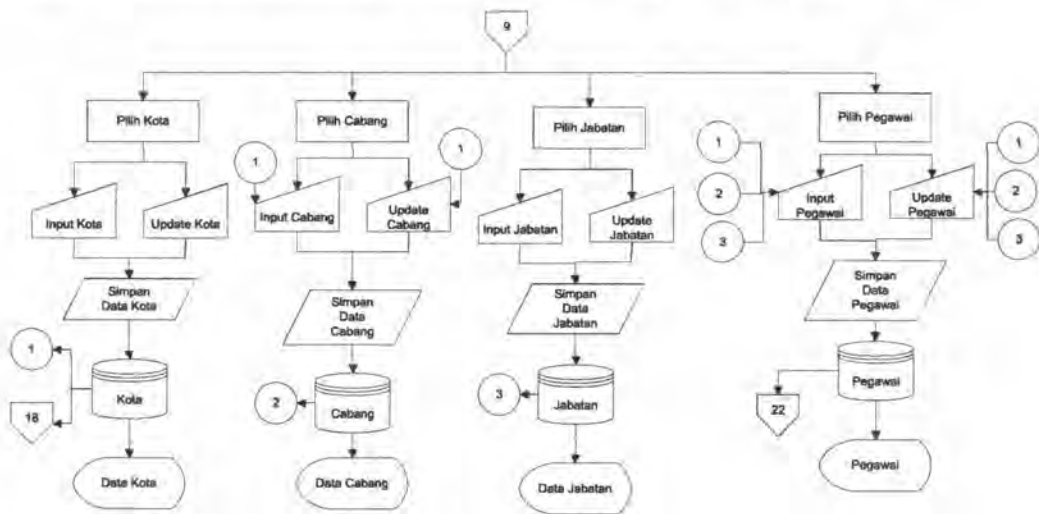 9
Pilih Kota
Pilih Cabang
Pilih Jabatan
Pilih Pegawai
1
1
1
1
Input Kota
Update Kota
Input Cabang
Update
Cabang
Input Jabatan
Update
Jabatan
2
Input
Pegawai
Update
Pegawai
2
3
3
Simpan
Data Kota
Simpan
Data
Cabang
Simpan
Data
Jabatan
Simpan
Data
Pegawai
1
18
Kota
2
Cabang
3
Jabatan
22
Pegawai
Data Kota
Data Cabang
Data Jabatan
Pegawai